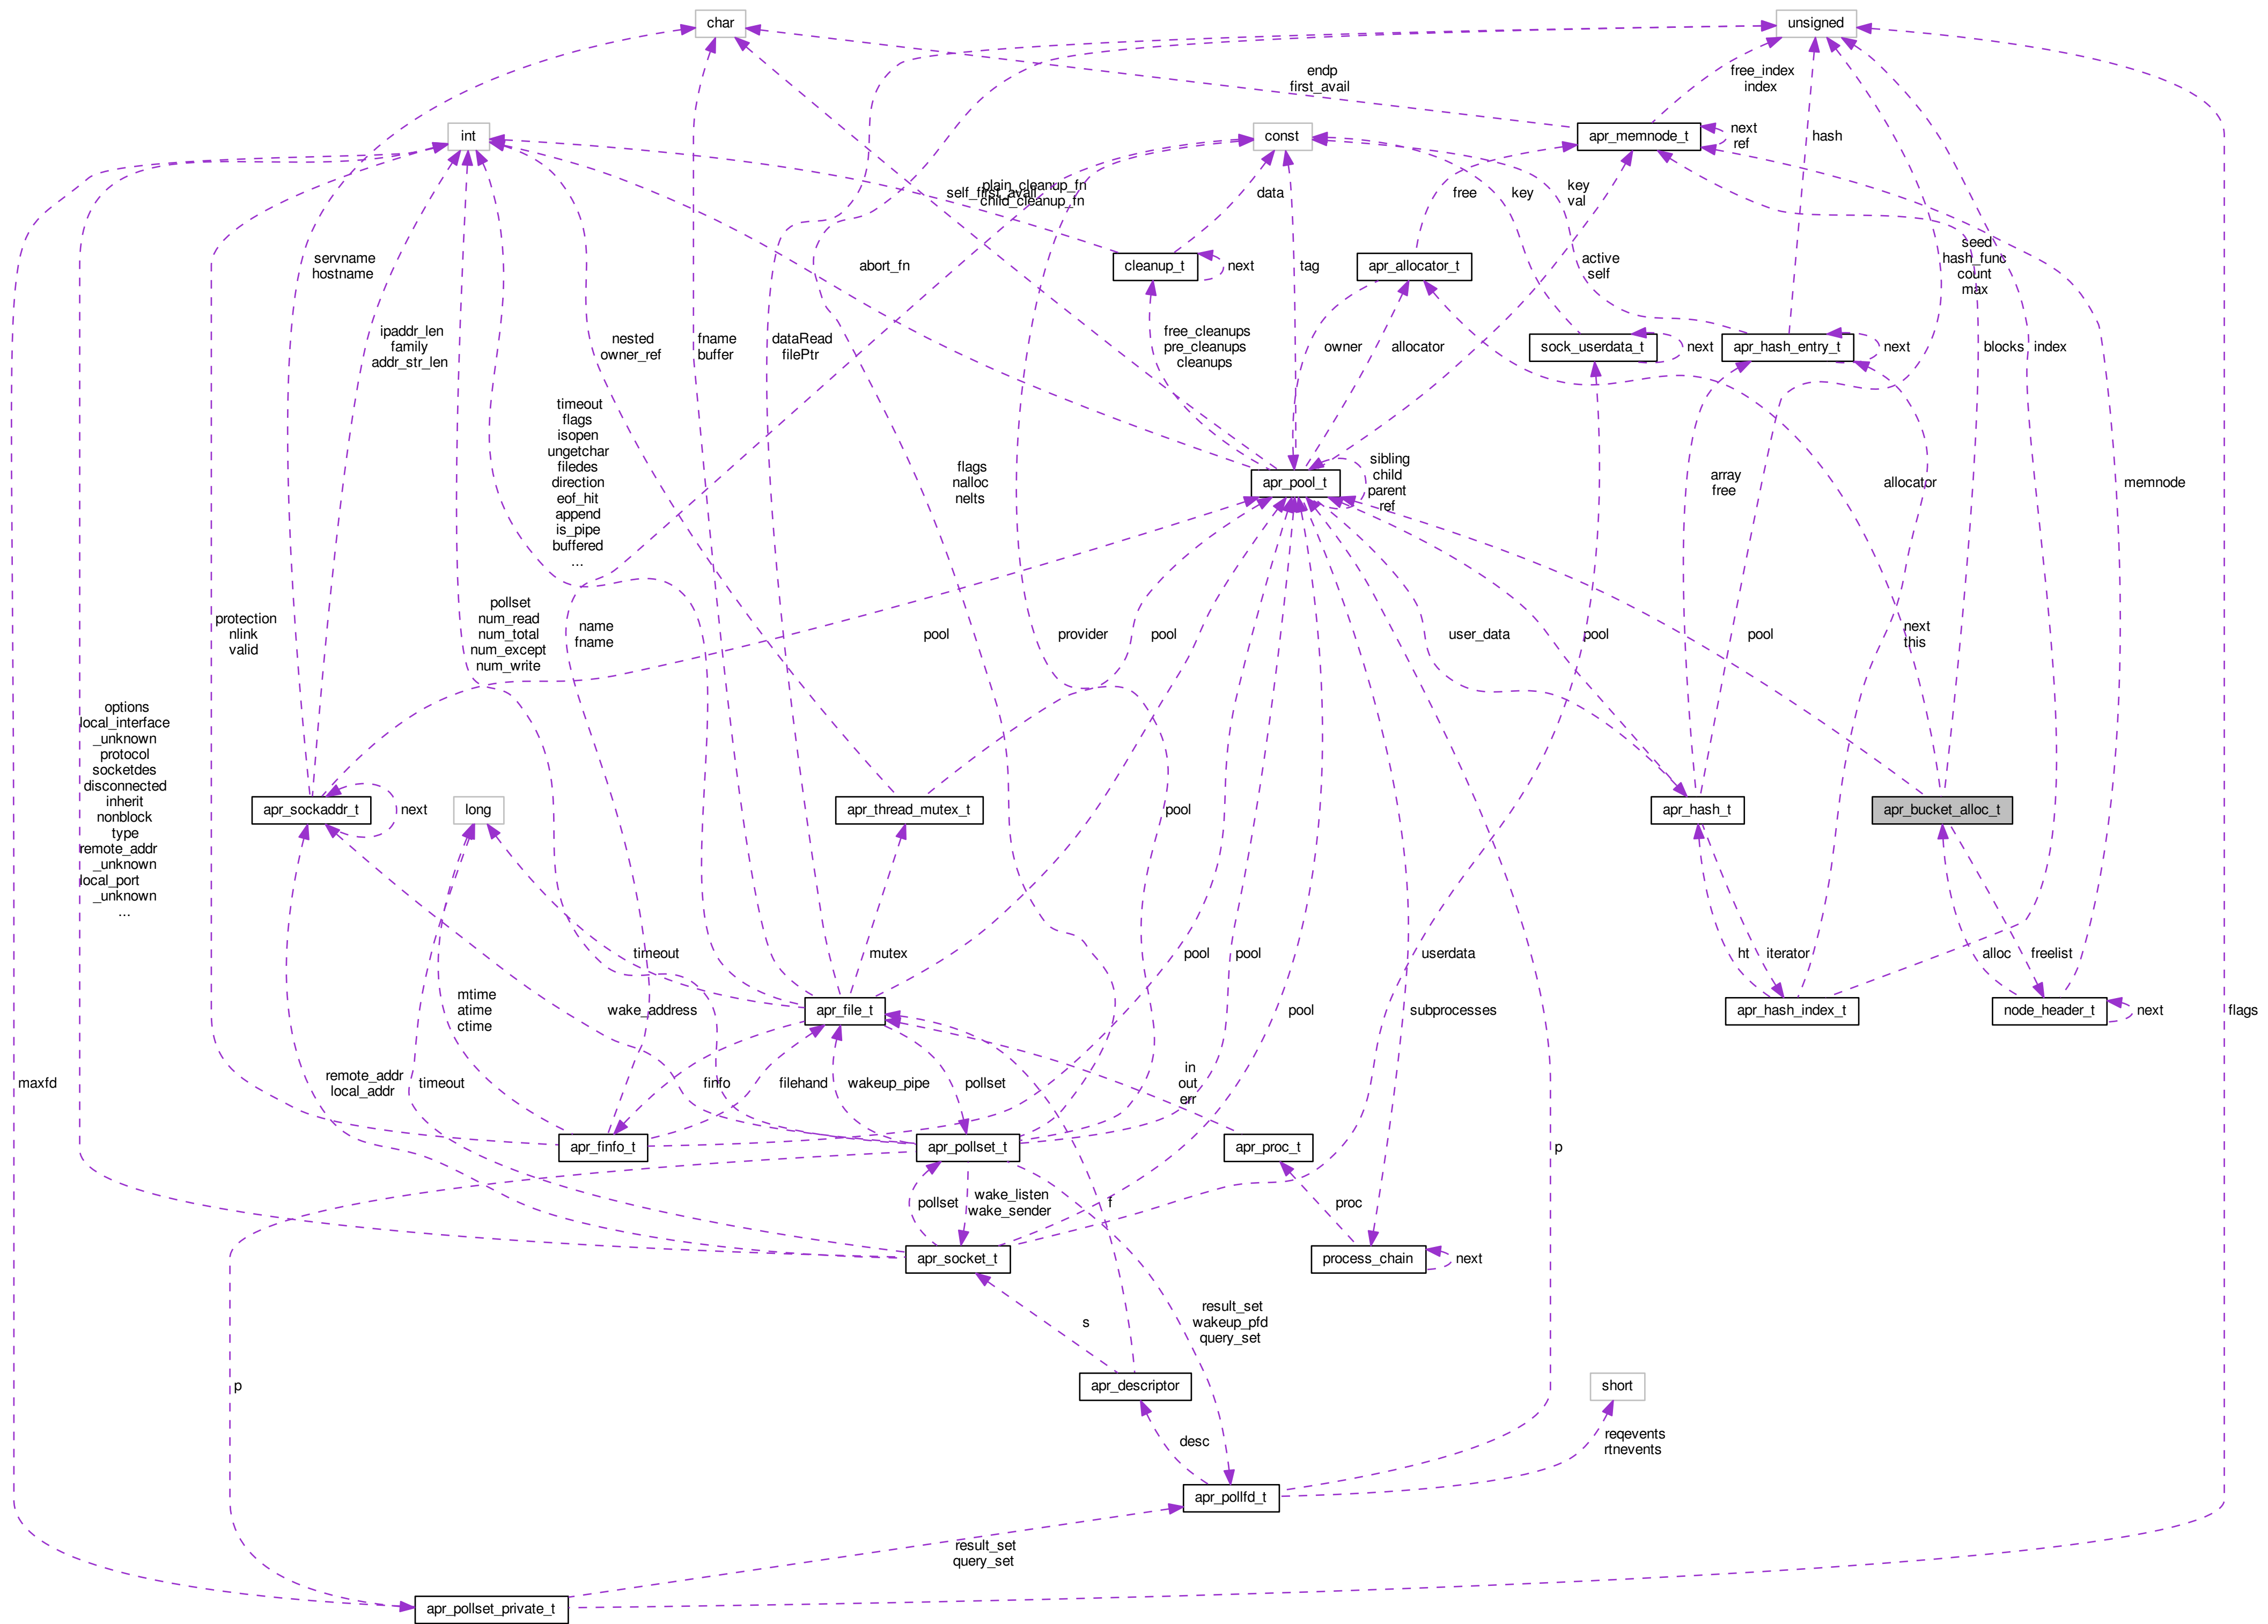 char
unsigned
endp
first_avail
free_index
index
int
const
apr_memnode_t
next
ref
hash
self_first_avail
plain_cleanup_fn
child_cleanup_fn
data
free
key
key
val
servname
hostname
abort_fn
cleanup_t
next
tag
apr_allocator_t
active
self
seed
hash_func
count
max
ipaddr_len
family
addr_str_len
nested
owner_ref
fname
buffer
dataRead
filePtr
free_cleanups
pre_cleanups
cleanups
owner
allocator
sock_userdata_t
next
apr_hash_entry_t
next
blocks
index
timeout
flags
isopen
ungetchar
filedes
direction
eof_hit
append
is_pipe
buffered
...
flags
nalloc
nelts
apr_pool_t
sibling
child
parent
ref
array
free
allocator
memnode
protection
nlink
valid
pollset
num_read
num_total
num_except
num_write
name
fname
pool
provider
pool
user_data
pool
pool
next
this
options
local_interface
_unknown
protocol
socketdes
disconnected
inherit
nonblock
type
remote_addr
_unknown
local_port
_unknown
...
apr_sockaddr_t
next
long
apr_thread_mutex_t
pool
apr_hash_t
apr_bucket_alloc_t
timeout
mutex
pool
pool
userdata
ht
iterator
alloc
freelist
mtime
atime
ctime
wake_address
apr_file_t
pool
subprocesses
apr_hash_index_t
node_header_t
next
flags
maxfd
remote_addr
local_addr
timeout
finfo
filehand
wakeup_pipe
pollset
in
out
err
apr_finfo_t
apr_pollset_t
apr_proc_t
p
pollset
wake_listen
wake_sender
f
proc
apr_socket_t
process_chain
next
s
result_set
wakeup_pfd
query_set
p
apr_descriptor
short
desc
reqevents
rtnevents
apr_pollfd_t
result_set
query_set
apr_pollset_private_t